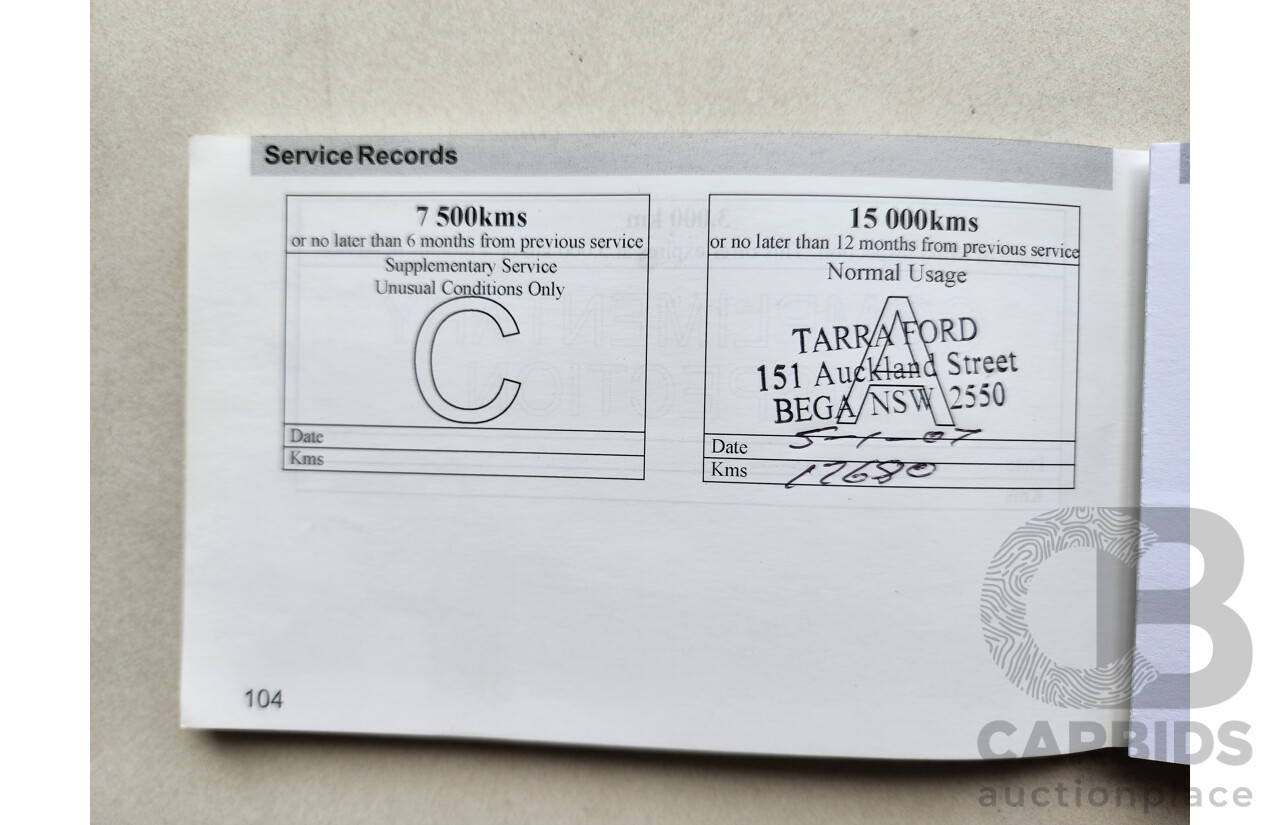 Service Records
7 500kms
or no later than 6 months from previous service
Supplementary Service
Unusual Conditions Only
C
Date
Kms
15 000kms
or no later than 12 months from previous service
Normal Usage
A
TARRA FORD
151 Auckland Street
BEGA NSW 2550
Date 5-1-07
Kms 12680
104
CB
CARBIDS
auctionplace